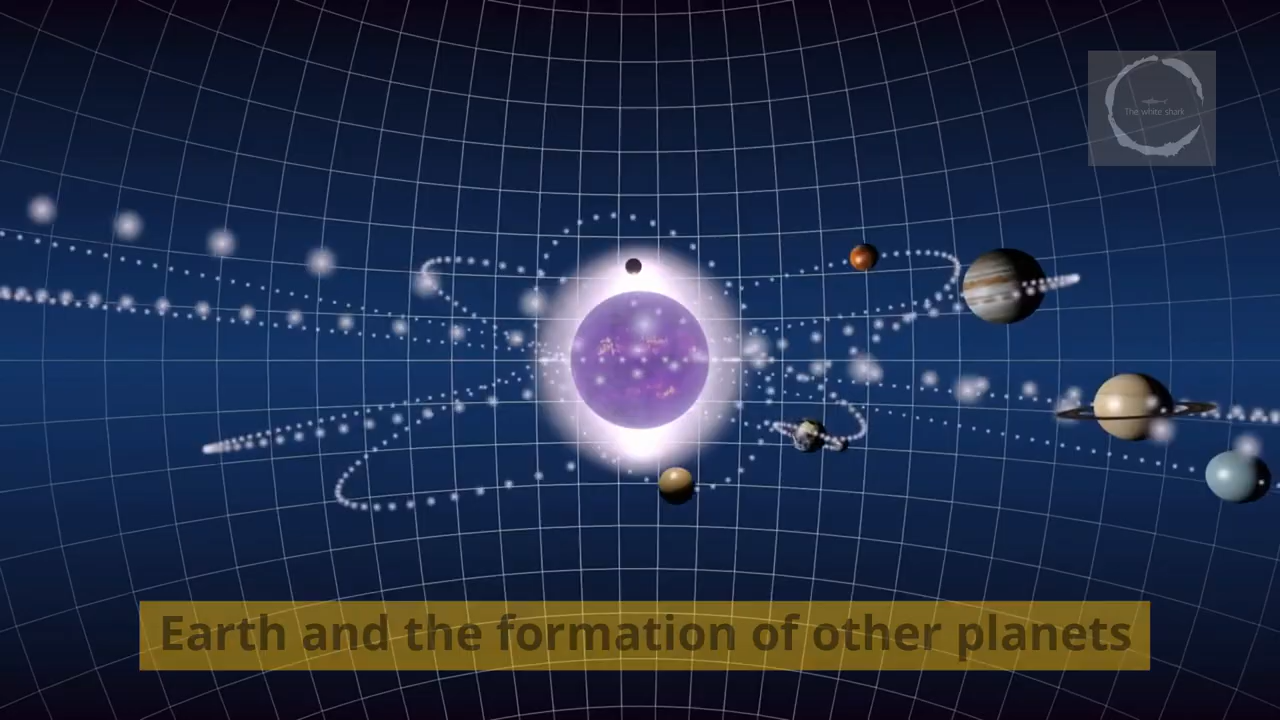 The white shark
Earth and the formation of other planets